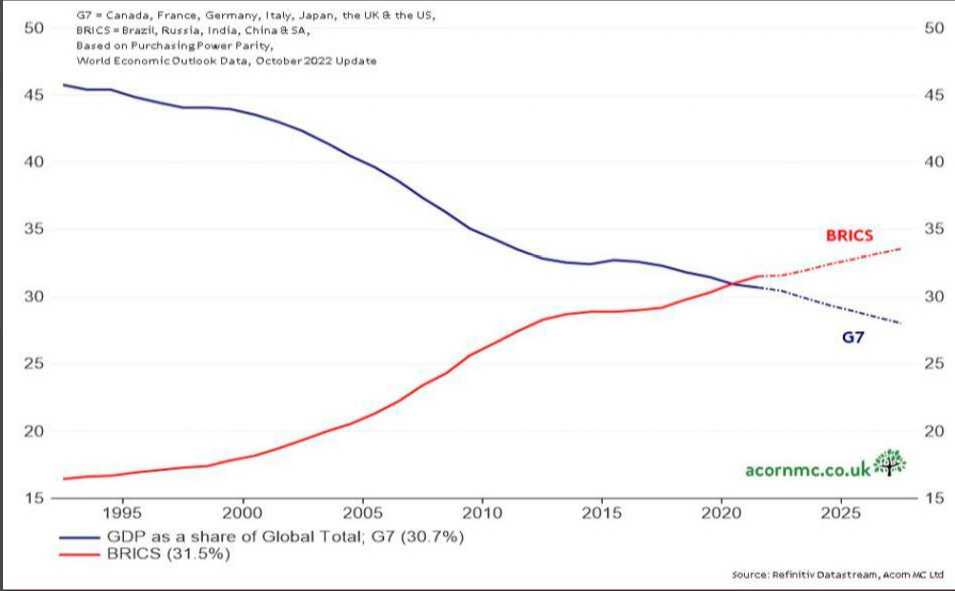 G7 = Canada, France, Germany, Italy, Japan, the UK & the US,
BRICS = Brazil, Russia, India, China & SA,
Based on Purchasing Power Parity,
World Economic Outlook Data, October 2022 Update
50 50
45 45
40 40
35 35
BRICS
30 30
G7
25 25
20 20
acornmc.co.uk
15 15
1995 2000 2005 2010 2015 2020 2025
GDP as a share of Global Total; G7 (30.7%)
BRICS (31.5%)
Source: Refinitiv Datastream, Acorn MC Ltd